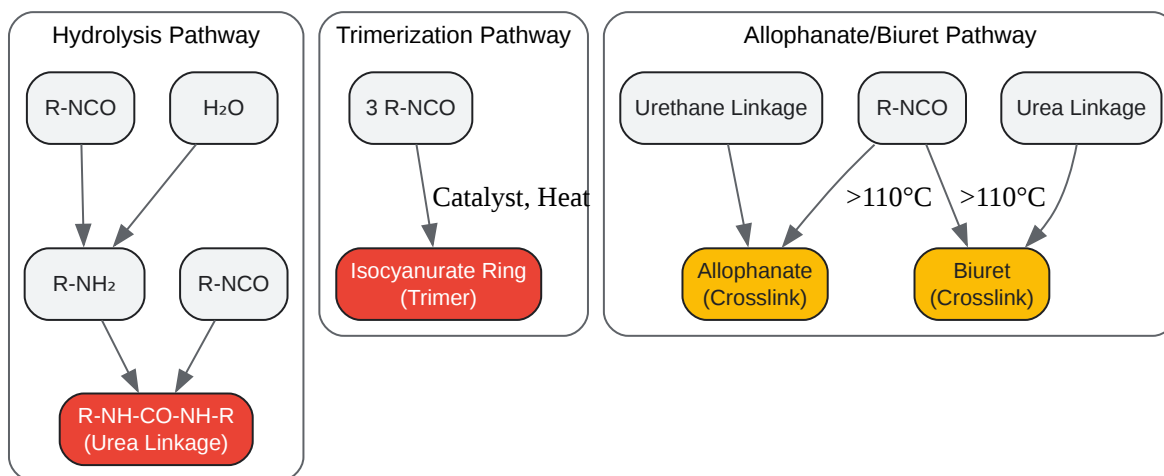 Hydrolysis Pathway
R-NCO
H₂O
R-NH₂
R-NCO
R-NH-CO-NH-R
(Urea Linkage)
Trimerization Pathway
3 R-NCO
Catalyst, Heat
Isocyanurate Ring
(Trimer)
Allophanate/Biuret Pathway
Urethane Linkage
R-NCO
Urea Linkage
>110°C
>110°C
Allophanate
(Crosslink)
Biuret
(Crosslink)